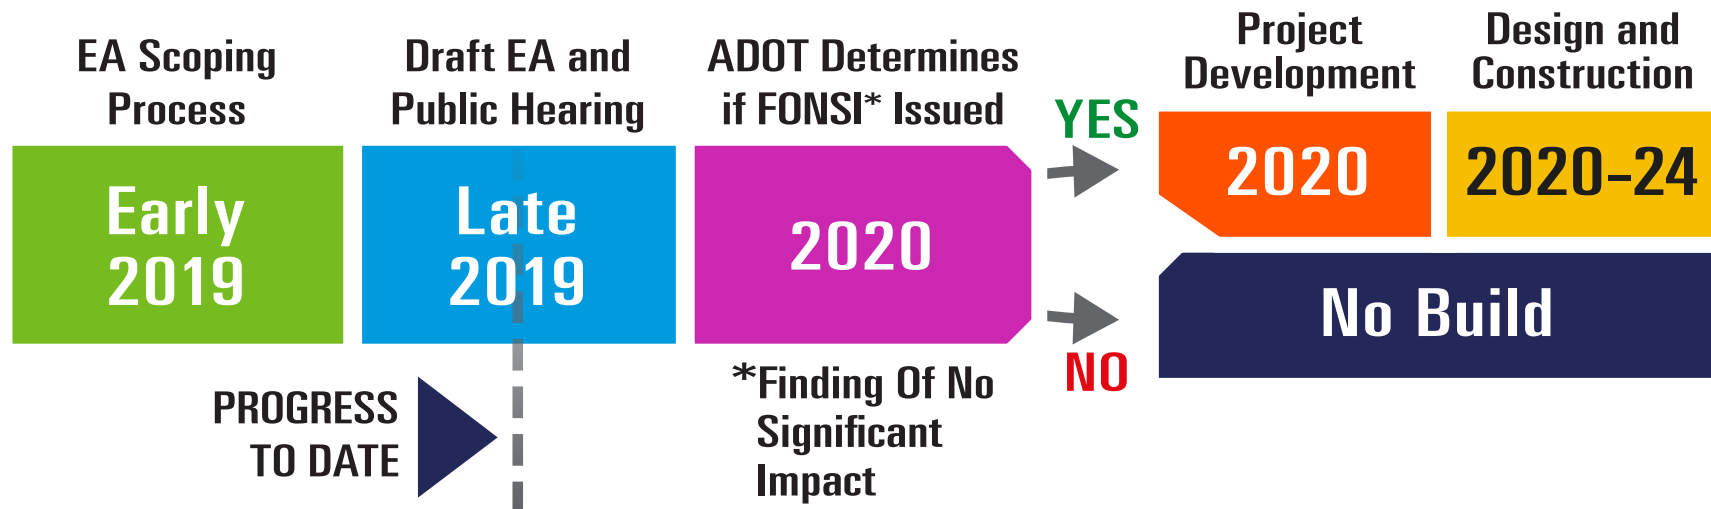 EA Scoping
Process
Early
2019
Draft EA and
Public Hearing
Late
2019
ADOT Determines
if FONSI* Issued
2020
*Finding Of No
Significant
Impact
YES
NO
Project
Development
2020
Design and
Construction
2020-24
No Build
PROGRESS
TO DATE